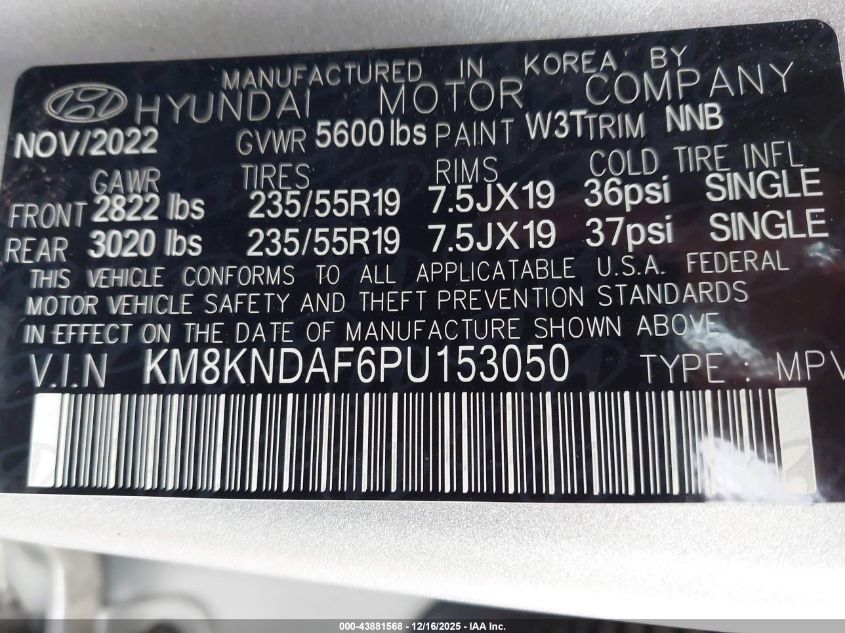 MANUFACTURED IN KOREA BY
HYUNDAI MOTOR COMPANY
NOV/2022 GVWR 5600 lbs PAINT W3T TRIM NNB
GAWR TIRES RIMS COLD TIRE INFL
FRONT 2822 lbs 235/55R19 7.5JX19 36psi SINGLE
REAR 3020 lbs 235/55R19 7.5JX19 37psi SINGLE
THIS VEHICLE CONFORMS TO ALL APPLICATABLE U.S.A. FEDERAL
MOTOR VEHICLE SAFETY AND THEFT PREVENTION STANDARDS
IN EFFECT ON THE DATE OF MANUFACTURE SHOWN ABOVE
V.I.N KM8KNDAF6PU153050 TYPE : MPV
000-43881568 - 12/16/2025 - IAA Inc.